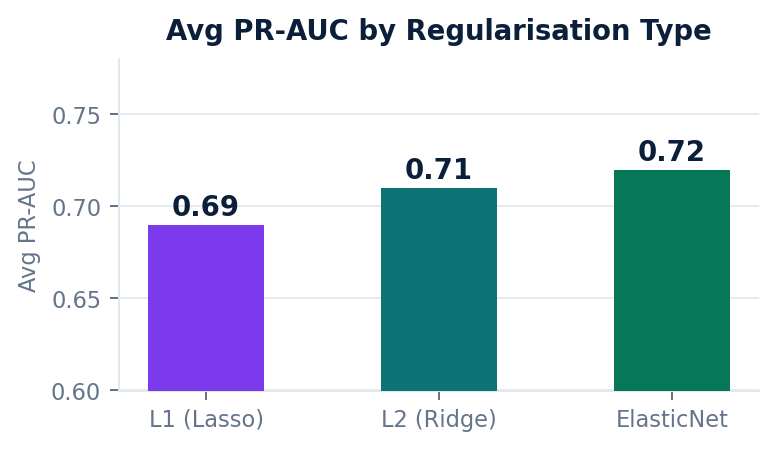 Avg PR-AUC by Regularisation Type
Avg PR-AUC
0.75
0.70
0.65
0.60
0.69
0.71
0.72
L1 (Lasso)
L2 (Ridge)
ElasticNet